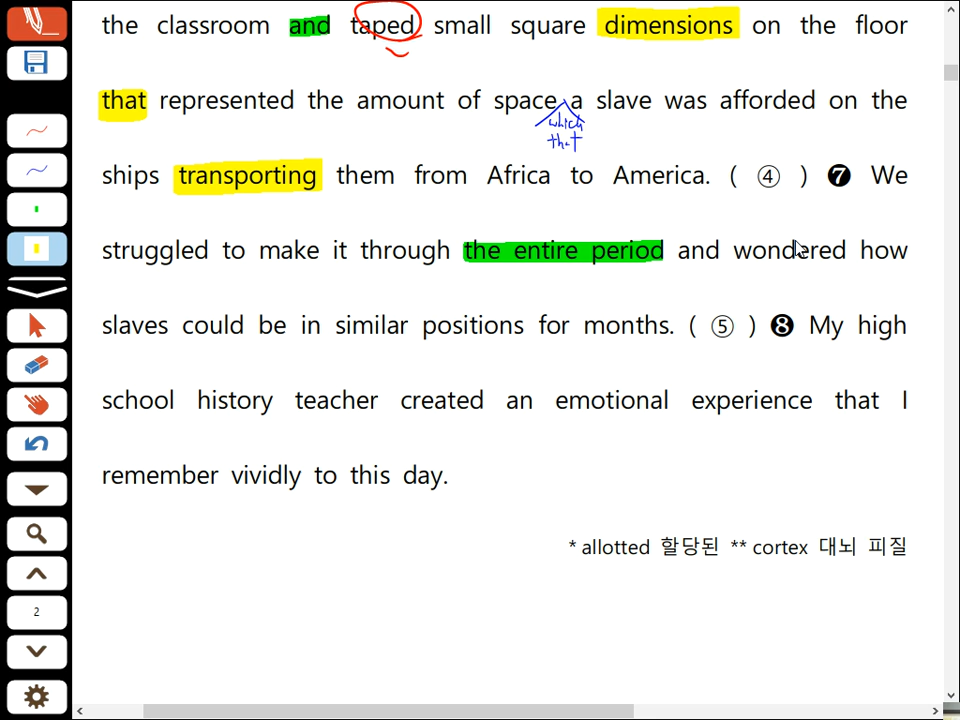 the classroom and taped small square dimensions on the floor
that represented the amount of space a slave was afforded on the
which
that
ships transporting them from Africa to America. ( ④ ) ❼ We
struggled to make it through the entire period and wondered how
slaves could be in similar positions for months. ( ⑤ ) ❽ My high
school history teacher created an emotional experience that I
remember vividly to this day.
* allotted 할당된 ** cortex 대뇌 피질
2